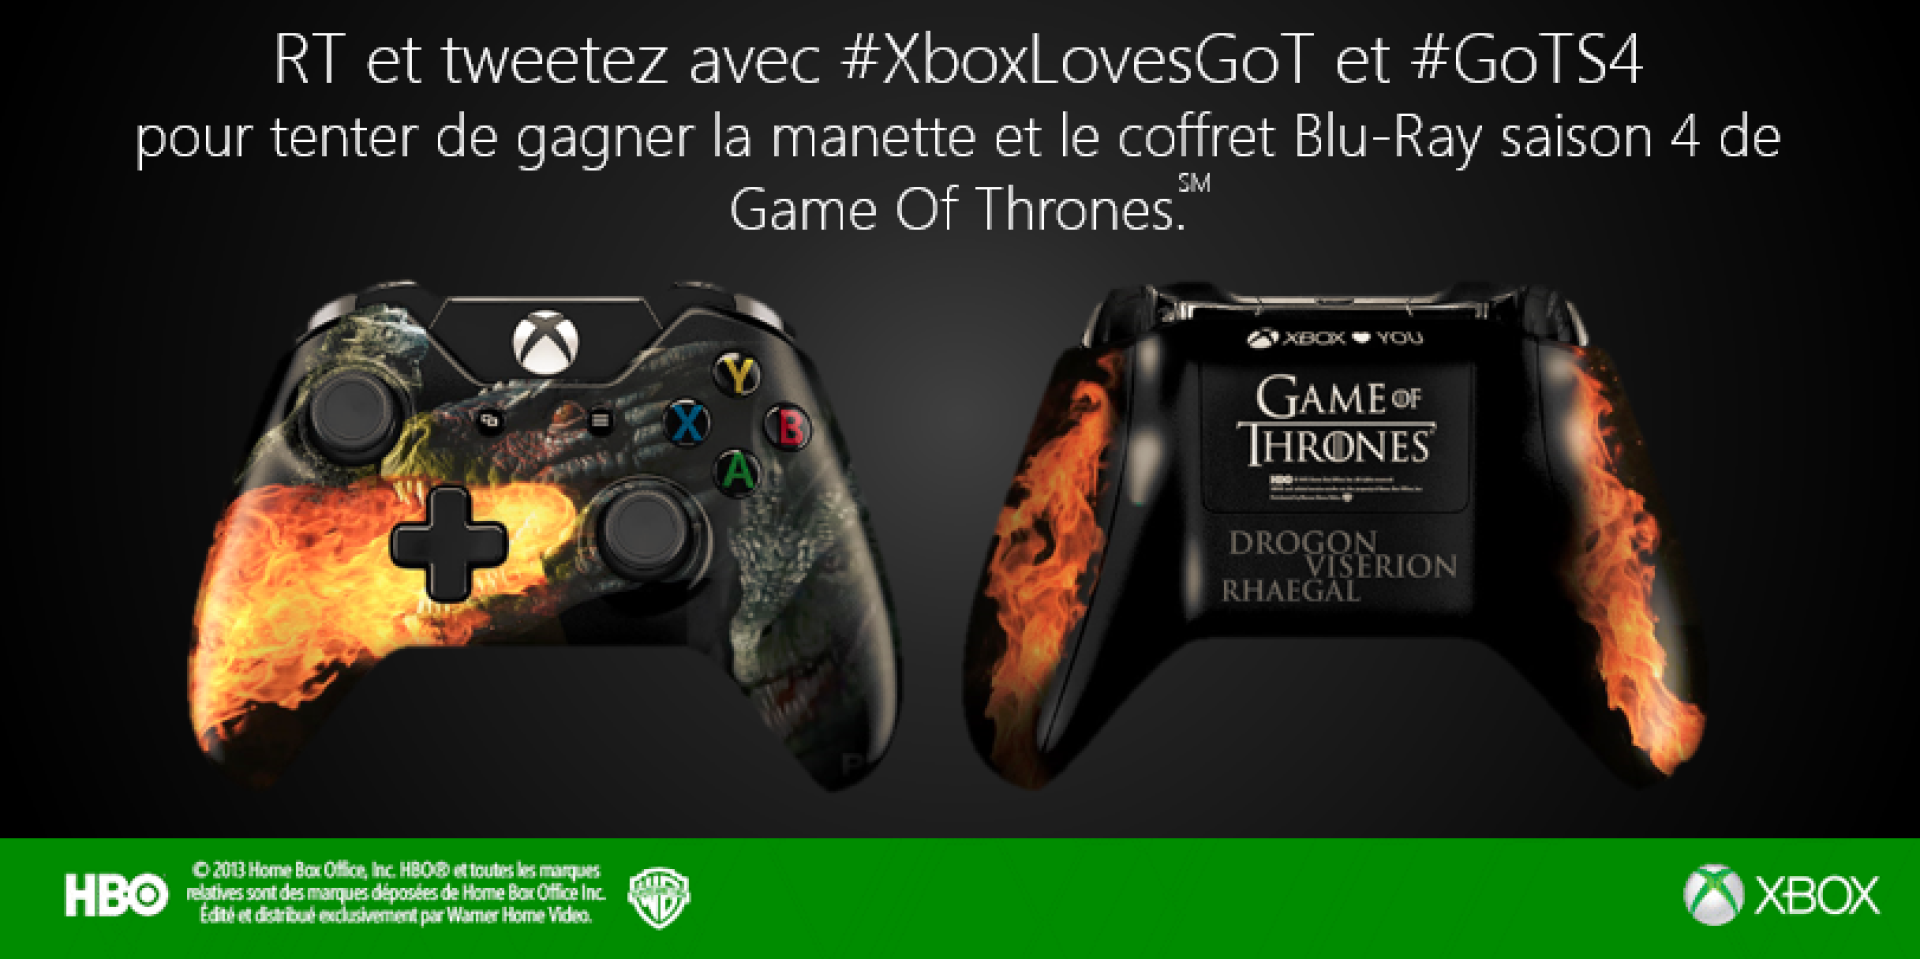 RT et tweetez avec #XboxLovesGoT et #GoTS4
pour tenter de gagner la manette et le coffret Blu-Ray saison 4 de
Game Of Thrones.℠
Y
X
B
A
XBOX ♥ YOU
GAME OF
THRONES
HBO
DROGON
VISERION
RHAEGAL
HBO
© 2013 Home Box Office, Inc. HBO® et toutes les marques
relatives sont des marques déposées de Home Box Office Inc.
Édité et distribué exclusivement par Warner Home Video.
XBOX